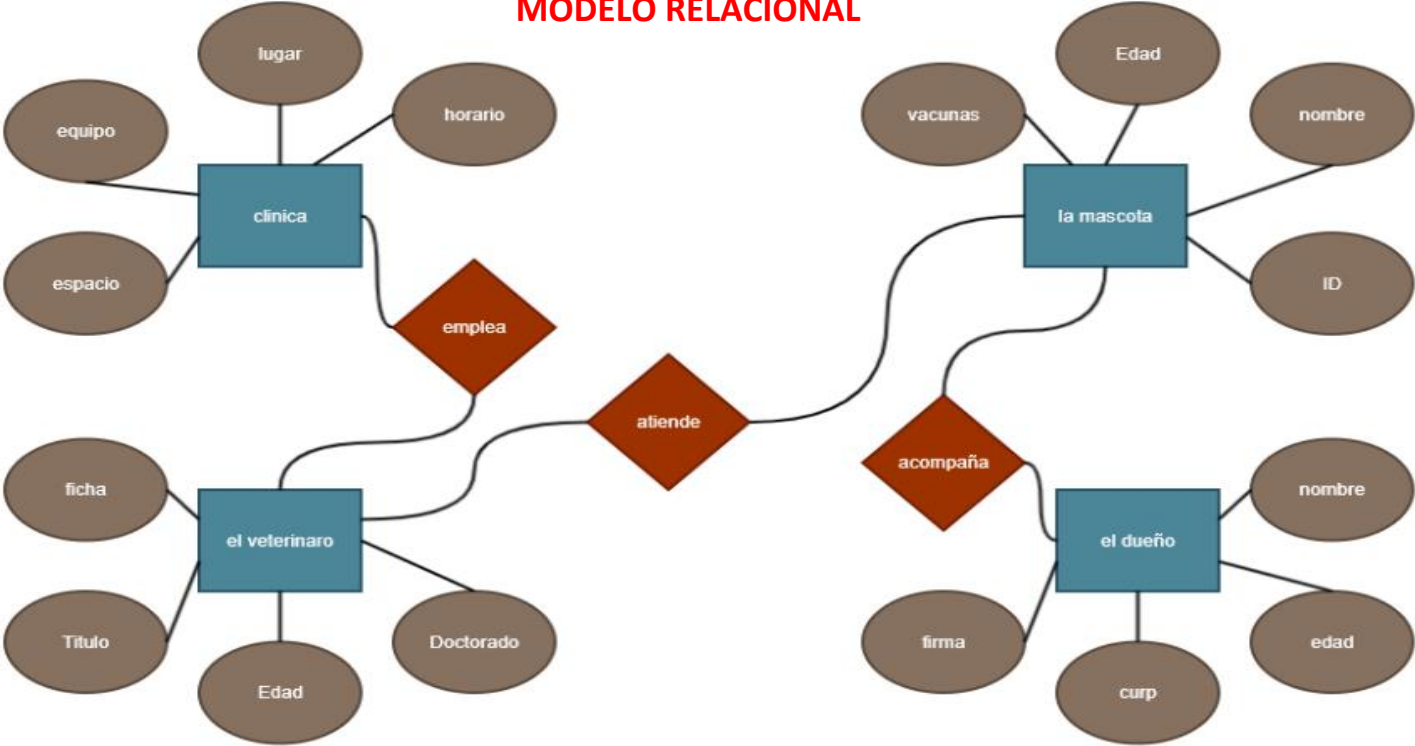 MODELO RELACIONAL
lugar
equipo
horario
clinica
espacio
emplea
Edad
vacunas
nombre
la mascota
ID
atiende
acompaña
ficha
el veterinaro
Titulo
Edad
Doctorado
nombre
el dueño
firma
curp
edad